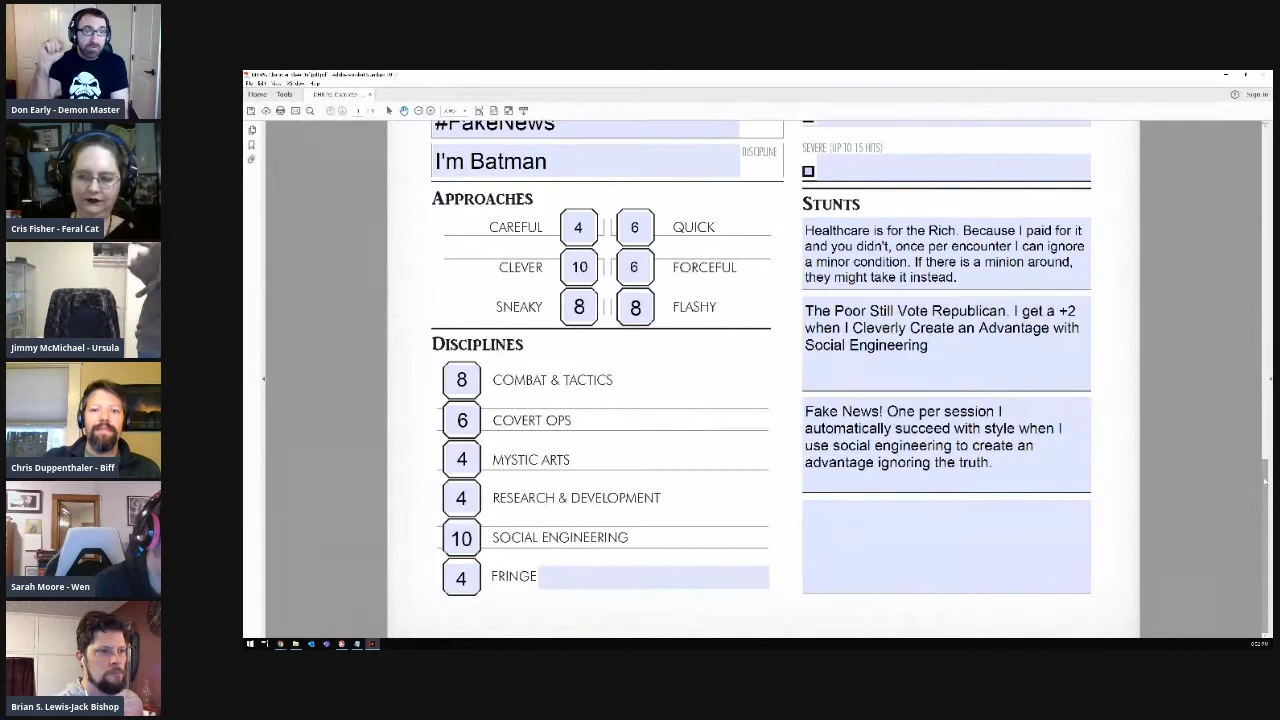 Don Early - Demon Master
Cris Fisher - Feral Cat
Jimmy McMichael - Ursula
Chris Duppenthaler - Biff
Sarah Moore - Wen
Brian S. Lewis-Jack Bishop
Home Tools
Sign In
#FakeNews
I'm Batman
DISCIPLINE
APPROACHES
CAREFUL 4 6 QUICK
CLEVER 10 6 FORCEFUL
SNEAKY 8 8 FLASHY
DISCIPLINES
8 COMBAT & TACTICS
6 COVERT OPS
4 MYSTIC ARTS
4 RESEARCH & DEVELOPMENT
10 SOCIAL ENGINEERING
4 FRINGE
SEVERE (UP TO 15 HITS)
STUNTS
Healthcare is for the Rich. Because I paid for it
and you didn't, once per encounter I can ignore
a minor condition. If there is a minion around,
they might take it instead.
The Poor Still Vote Republican. I get a +2
when I Cleverly Create an Advantage with
Social Engineering
Fake News! One per session I
automatically succeed with style when I
use social engineering to create an
advantage ignoring the truth.